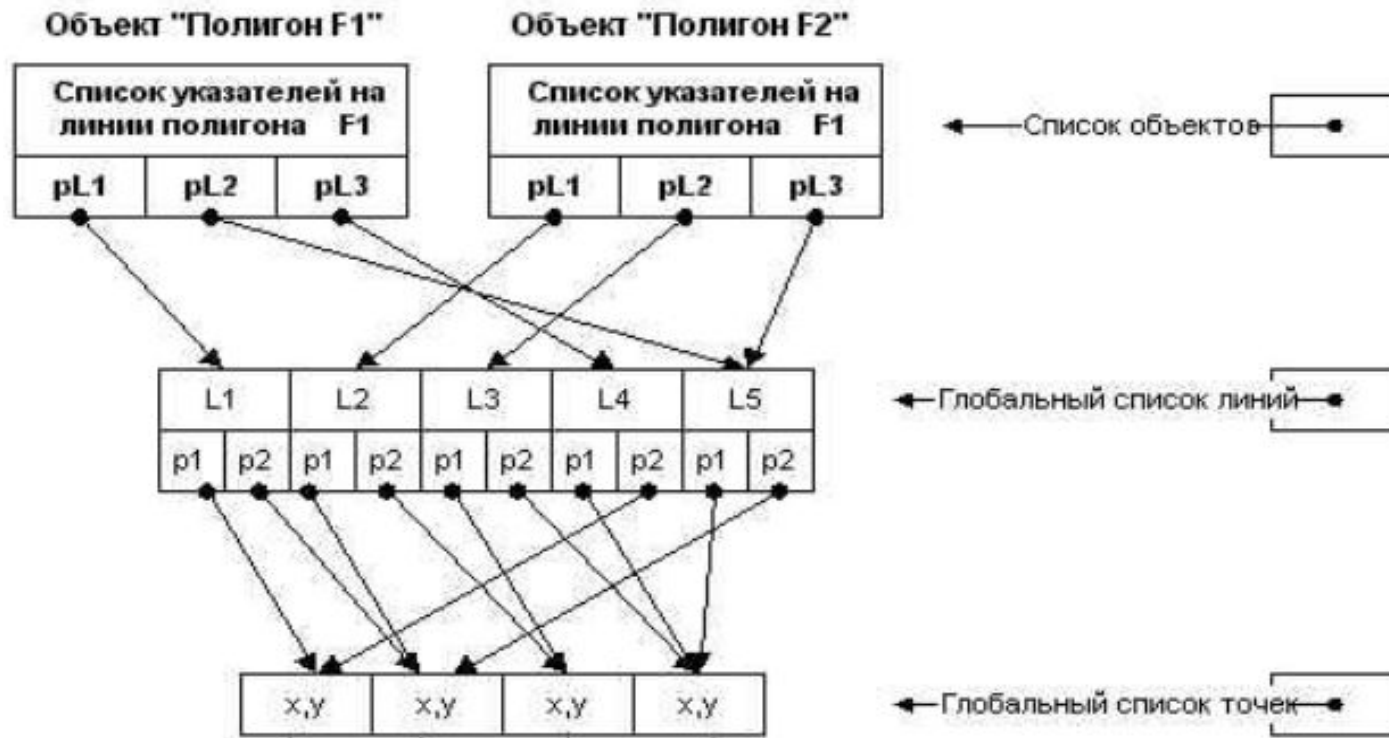 Объект "Полигон F1" Объект "Полигон F2"
Список указателей на
линии полигона F1
Список указателей на
линии полигона F1
Список объектов
pL1 pL2 pL3 pL1 pL2 pL3
L1 L2 L3 L4 L5
Глобальный список линий
p1 p2 p1 p2 p1 p2 p1 p2 p1 p2
x,y x,y x,y x,y
Глобальный список точек